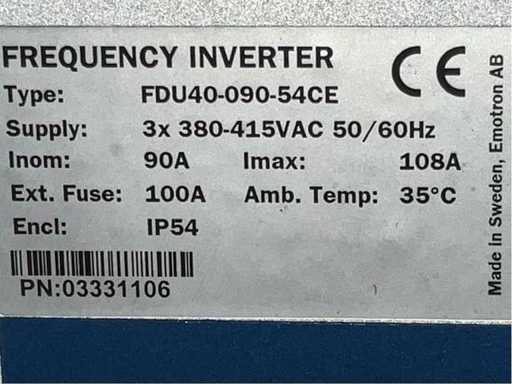 FREQUENCY INVERTER
CE
Type: FDU40-090-54CE
Supply: 3x 380-415VAC 50/60Hz
Inom: 90A Imax: 108A
Ext. Fuse: 100A Amb. Temp: 35°C
Encl: IP54
PN:03331106
Made in Sweden, Emotron AB